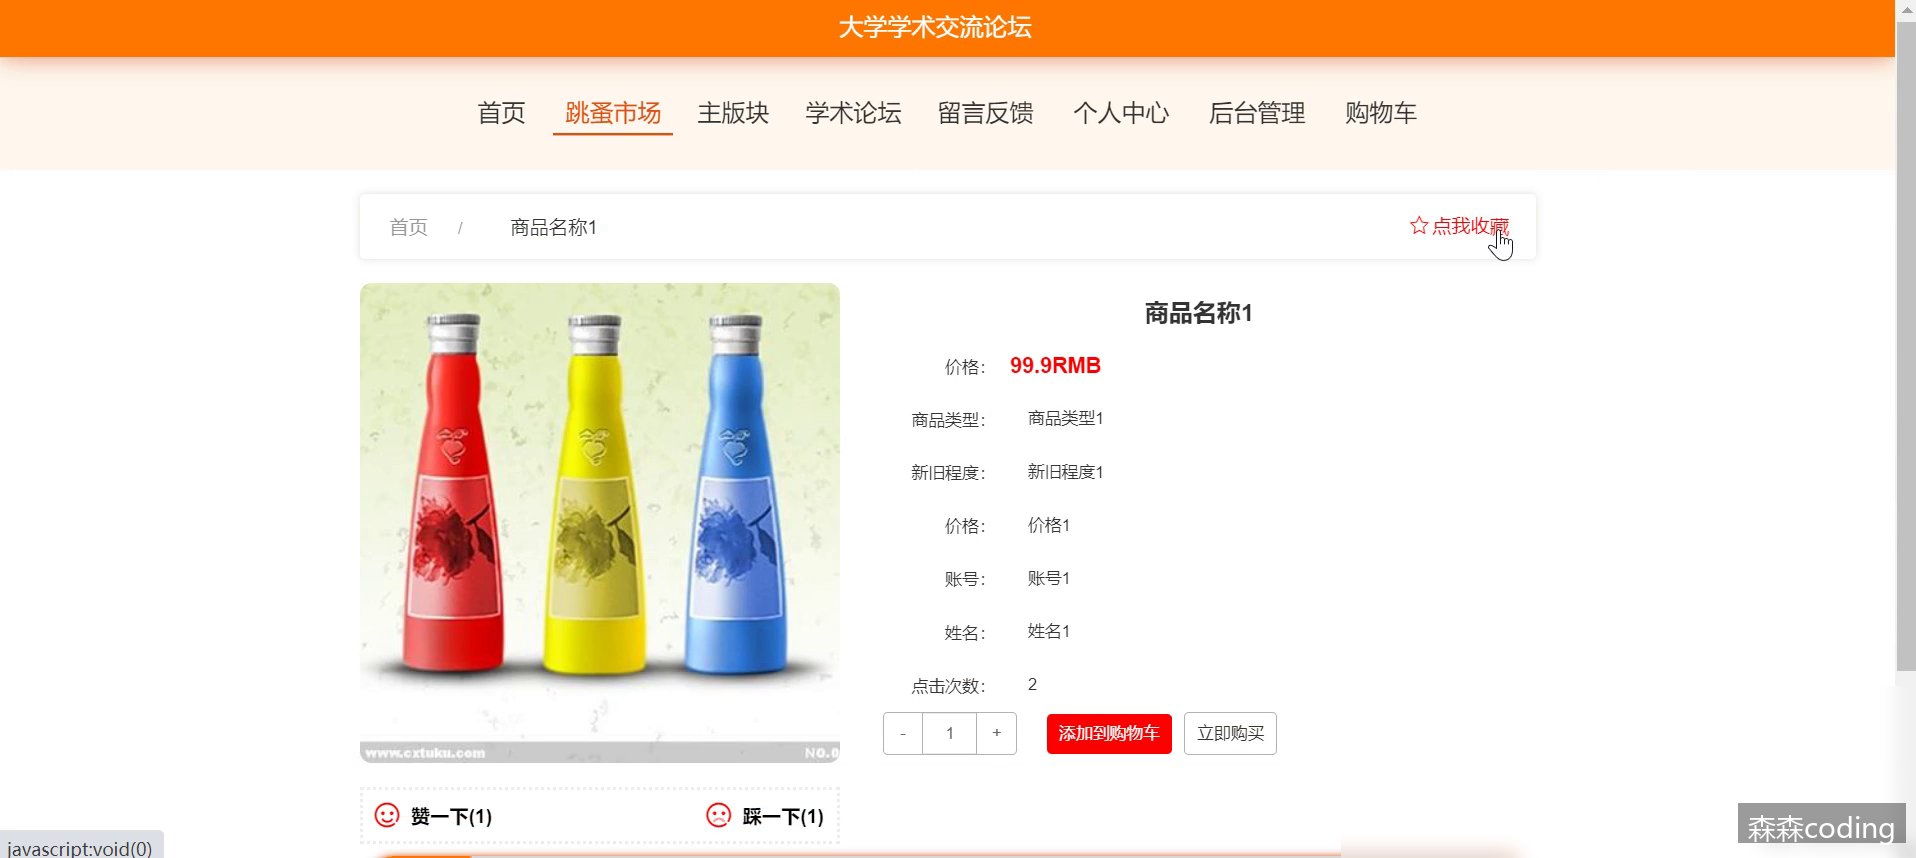 大学学术交流论坛
首页 跳蚤市场 主版块 学术论坛 留言反馈 个人中心 后台管理 购物车
首页 / 商品名称1 点我收藏
商品名称1
价格： 99.9RMB
商品类型： 商品类型1
新旧程度： 新旧程度1
价格： 价格1
账号： 账号1
姓名： 姓名1
点击次数： 2
- 1 + 添加到购物车 立即购买
www.cxtuku.com NO.0
赞一下(1) 踩一下(1)
森森coding
javascript:void(0)